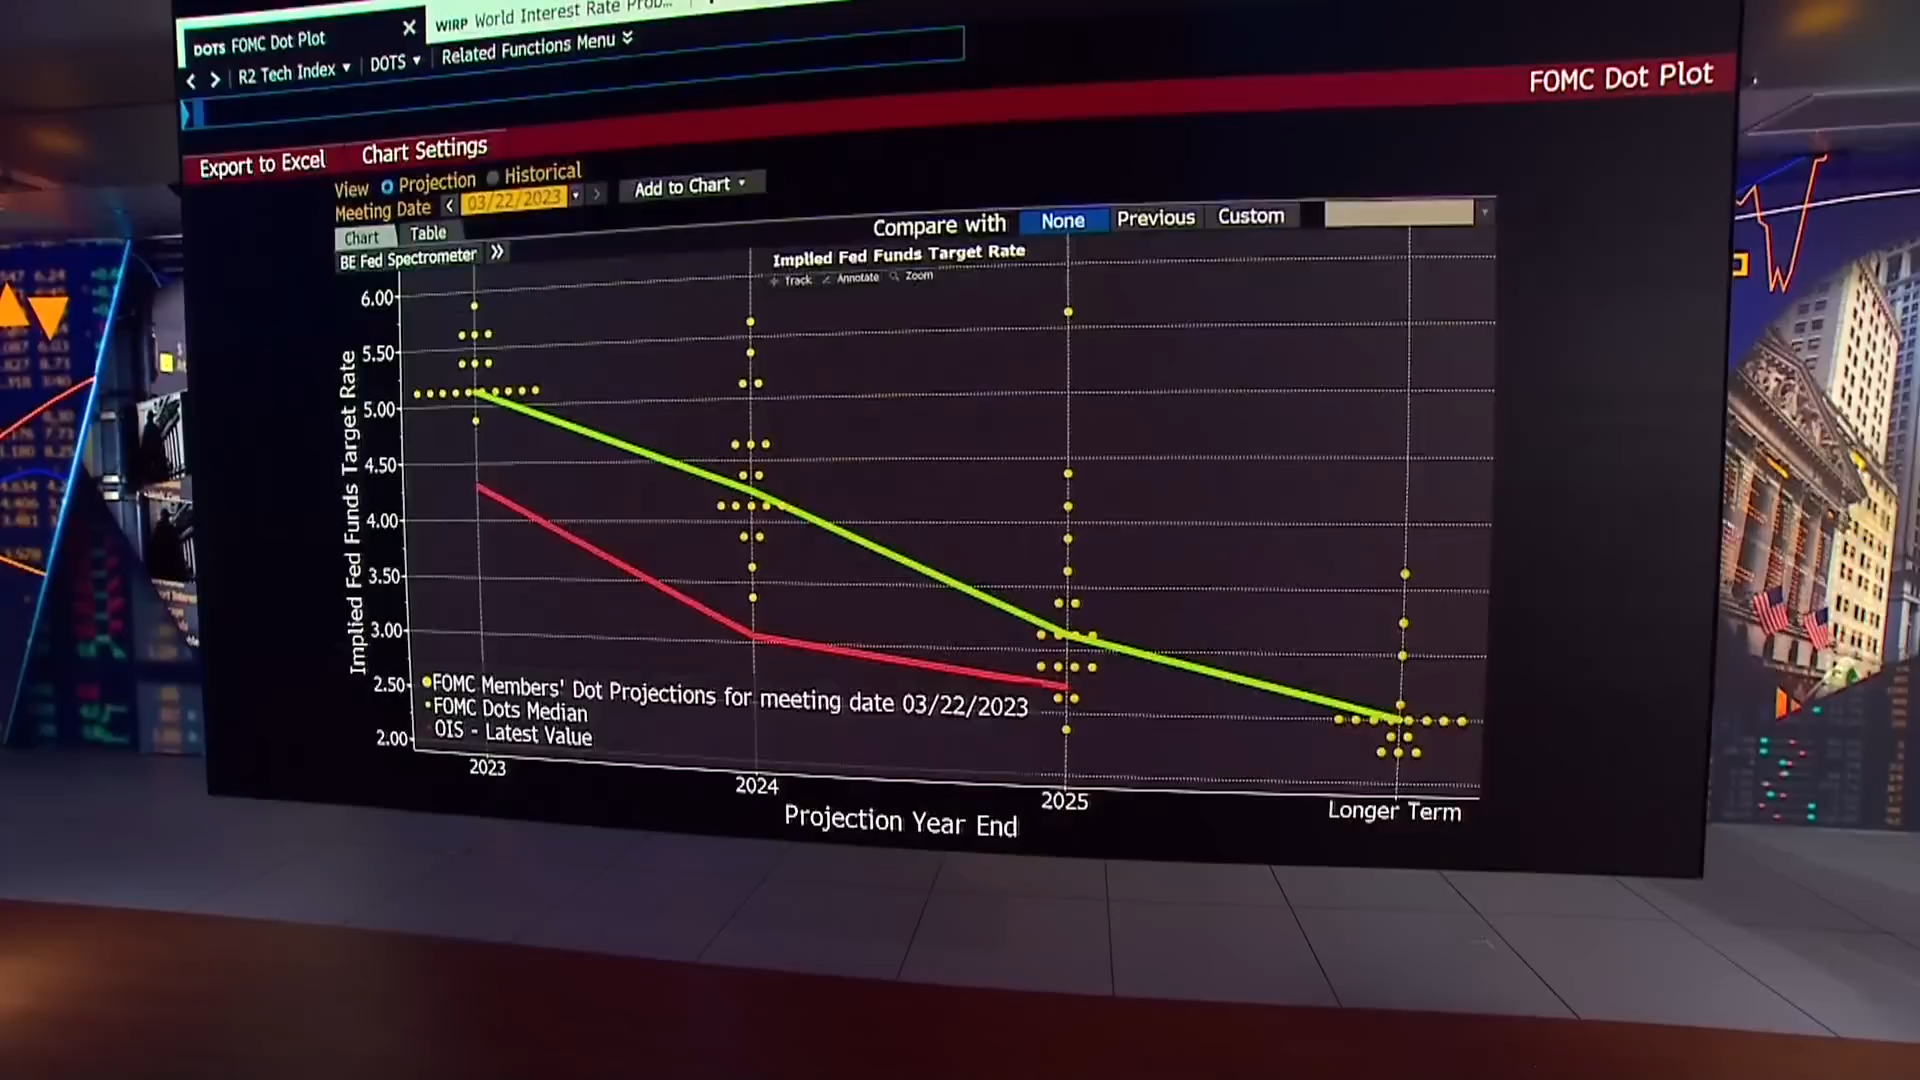 DOTS FOMC Dot Plot
WIRP World Interest Rate Prob...
R2 Tech Index
DOTS
Related Functions Menu
FOMC Dot Plot
Export to Excel
Chart Settings
View Projection Historical
Meeting Date 03/22/2023
Add to Chart
Compare with None Previous Custom
Chart Table
BE Fed Spectrometer
Implied Fed Funds Target Rate
Track Annotate Zoom
Implied Fed Funds Target Rate
6.00
5.50
5.00
4.50
4.00
3.50
3.00
2.50
2.00
FOMC Members' Dot Projections for meeting date 03/22/2023
FOMC Dots Median
OIS - Latest Value
2023
2024
2025
Longer Term
Projection Year End